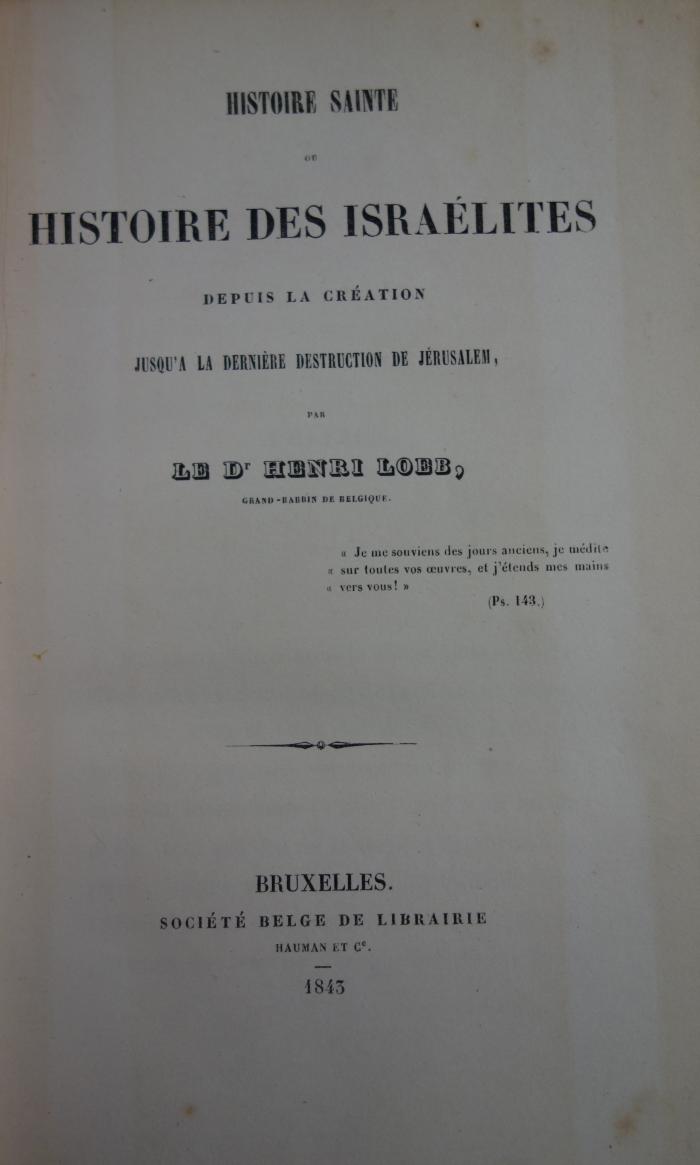 HISTOIRE SAINTE
OU
HISTOIRE DES ISRAÉLITES
DEPUIS LA CRÉATION
JUSQU'A LA DERNIÈRE DESTRUCTION DE JÉRUSALEM,
PAR
LE Dr HENRI LOEB,
GRAND-RABBIN DE BELGIQUE.
« Je me souviens des jours anciens, je médite
« sur toutes vos œuvres, et j'étends mes mains
« vers vous! »
(Ps. 143.)
BRUXELLES.
SOCIÉTÉ BELGE DE LIBRAIRIE
HAUMAN ET Ce.
1843